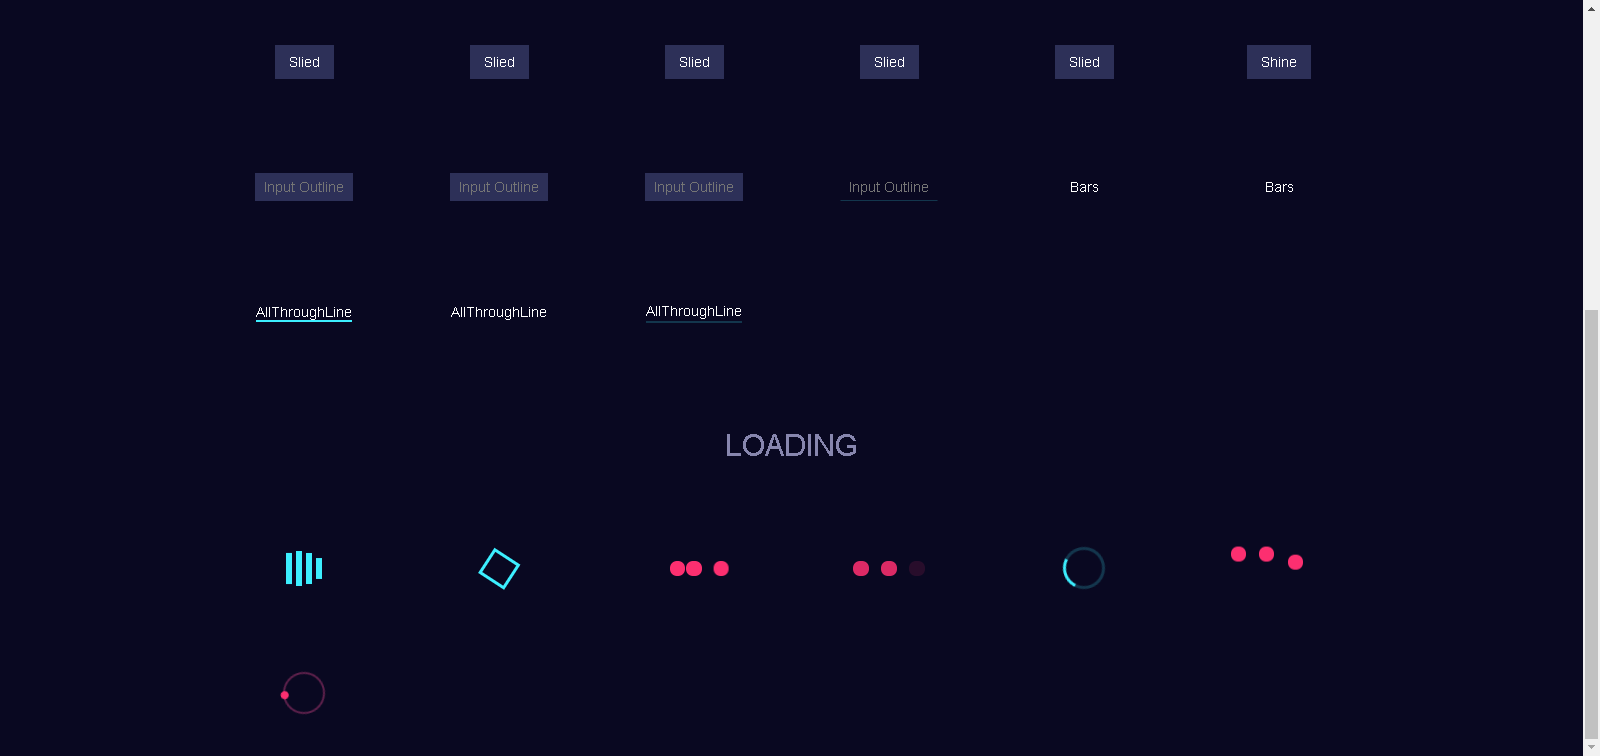 Slied Slied Slied Slied Slied Shine
Input Outline Input Outline Input Outline Input Outline Bars Bars
AllThroughLine AllThroughLine AllThroughLine
LOADING